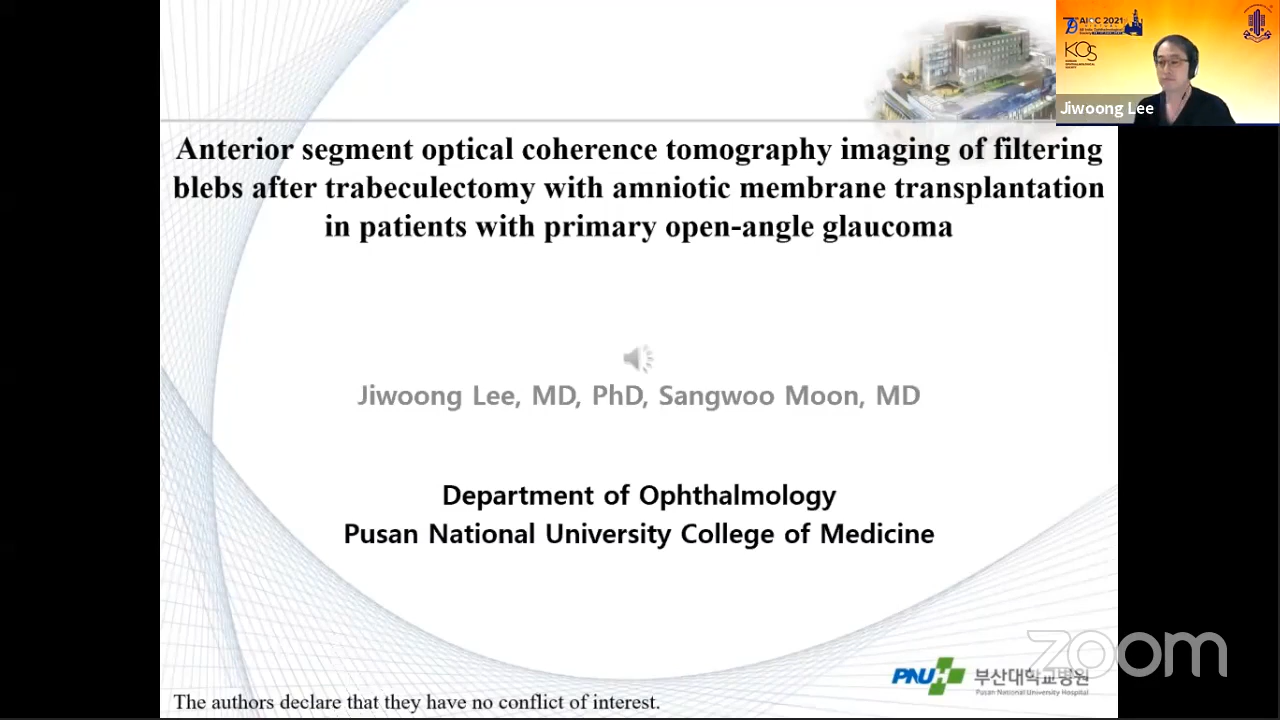 79 AIOC 2021
VIRTUAL
KOS
Jiwoong Lee
Anterior segment optical coherence tomography imaging of filtering
blebs after trabeculectomy with amniotic membrane transplantation
in patients with primary open-angle glaucoma
Jiwoong Lee, MD, PhD, Sangwoo Moon, MD
Department of Ophthalmology
Pusan National University College of Medicine
zoom
PNUH 부산대학교병원
Pusan National University Hospital
The authors declare that they have no conflict of interest.